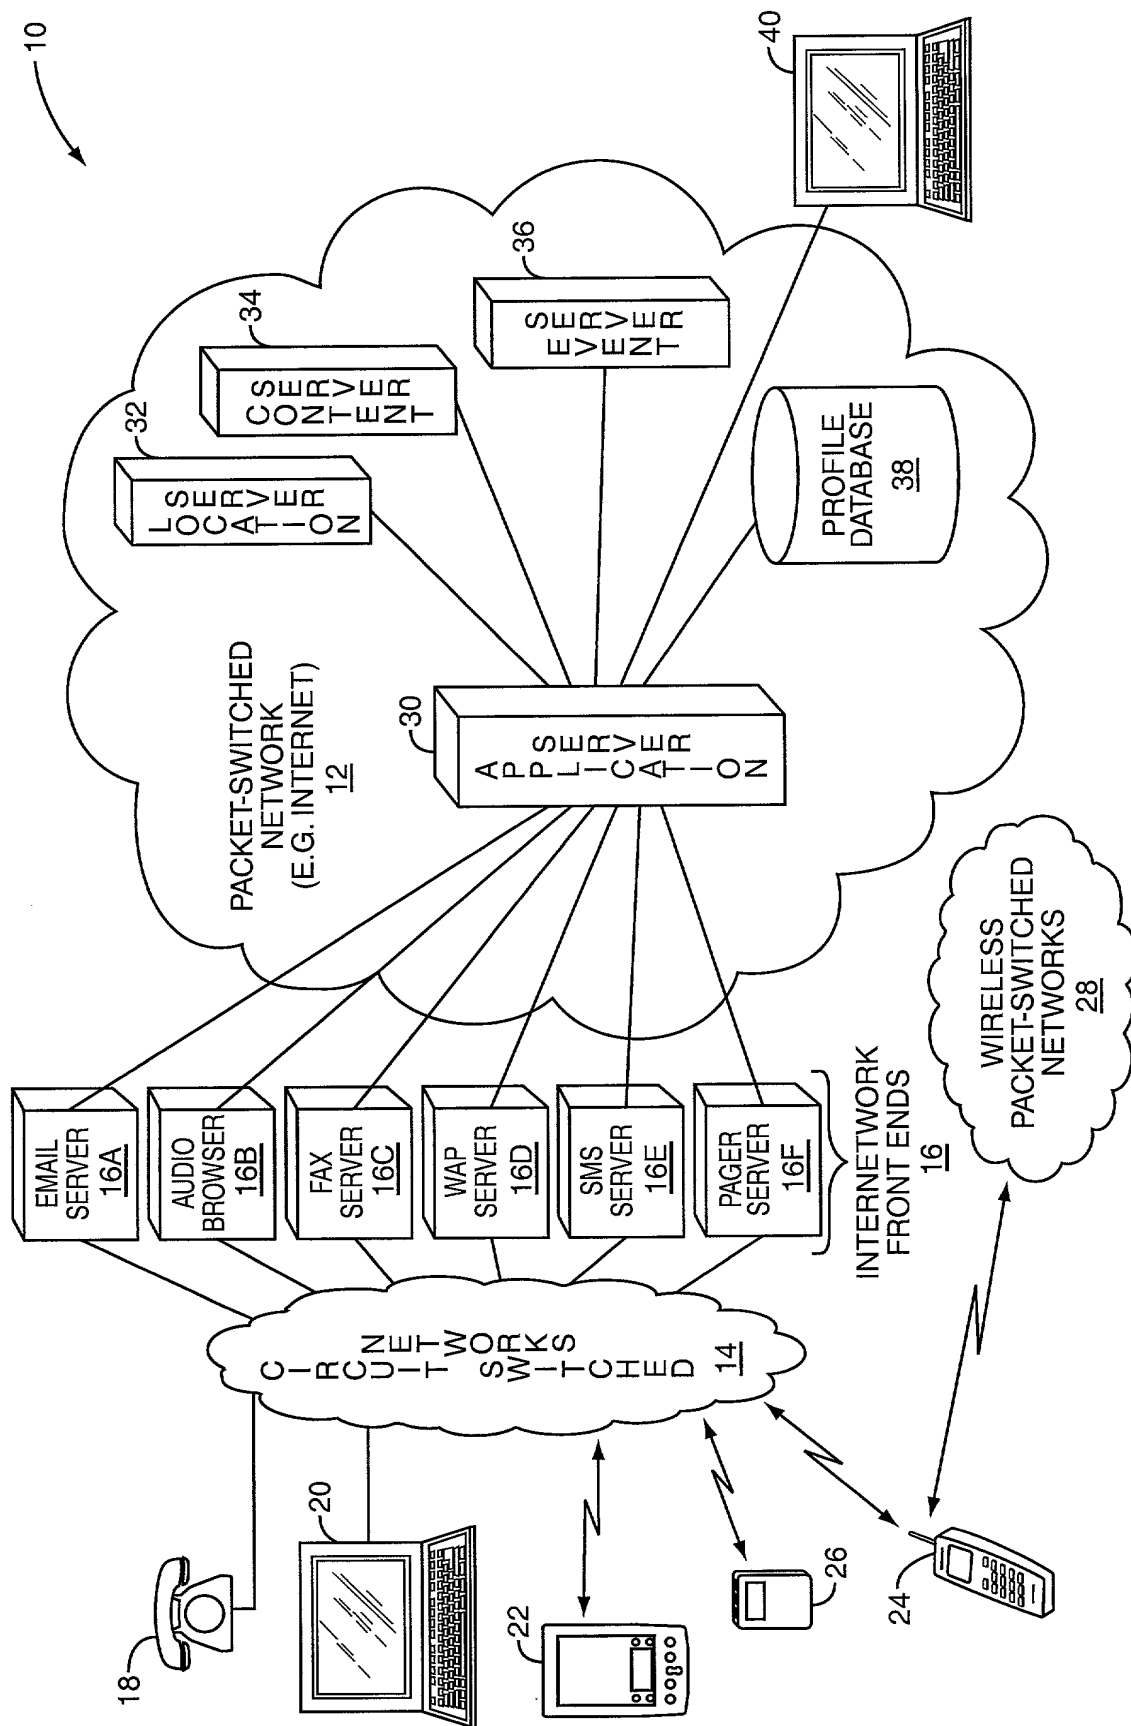 10
PACKET-SWITCHED
NETWORK
(E.G. INTERNET)
12
EMAIL
SERVER
16A
AUDIO
BROWSER
16B
FAX
SERVER
16C
WAP
SERVER
16D
SMS
SERVER
16E
PAGER
SERVER
16F
INTERNETWORK
FRONT ENDS
16
CIRCUIT SWITCHED
NETWORKS
14
18
20
22
26
24
WIRELESS
PACKET-SWITCHED
NETWORKS
28
30
APPLICATION
SERVER
32
LOCATION
SERVER
34
CONTENT
SERVER
36
EVENT
SERVER
PROFILE
DATABASE
38
40